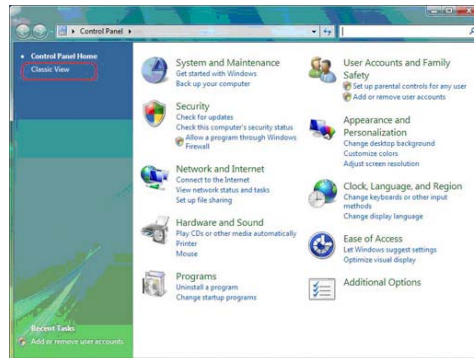 Control Panel
Control Panel Home
Classic View
System and Maintenance
Get started with Windows
Back up your computer
Security
Check for updates
Check this computer's security status
Allow a program through Windows
Firewall
Network and Internet
Connect to the Internet
View network status and tasks
Set up file sharing
Hardware and Sound
Play CDs or other media automatically
Printer
Mouse
Programs
Uninstall a program
Change startup programs
User Accounts and Family
Safety
Set up parental controls for any user
Add or remove user accounts
Appearance and
Personalization
Change desktop background
Customize colors
Adjust screen resolution
Clock, Language, and Region
Change keyboards or other input
methods
Change display language
Ease of Access
Let Windows suggest settings
Optimize visual display
Additional Options
Recent Tasks
Add or remove user accounts